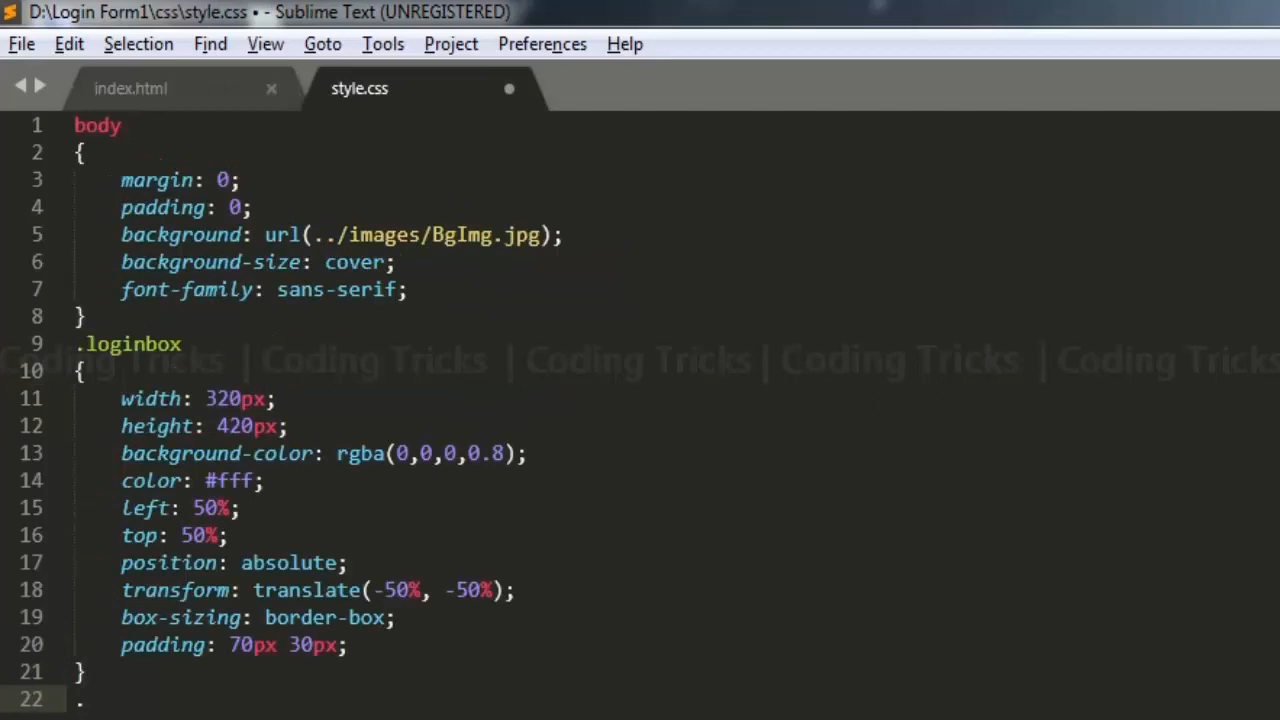 D:\Login Form1\css\style.css • - Sublime Text (UNREGISTERED)
File Edit Selection Find View Goto Tools Project Preferences Help
index.html × style.css
1 body
2 {
3 margin: 0;
4 padding: 0;
5 background: url(../images/BgImg.jpg);
6 background-size: cover;
7 font-family: sans-serif;
8 }
9 .loginbox
Coding Tricks | Coding Tricks | Coding Tricks | Coding Tricks | Coding Tricks
10 {
11 width: 320px;
12 height: 420px;
13 background-color: rgba(0,0,0,0.8);
14 color: #fff;
15 left: 50%;
16 top: 50%;
17 position: absolute;
18 transform: translate(-50%, -50%);
19 box-sizing: border-box;
20 padding: 70px 30px;
21 }
22 .